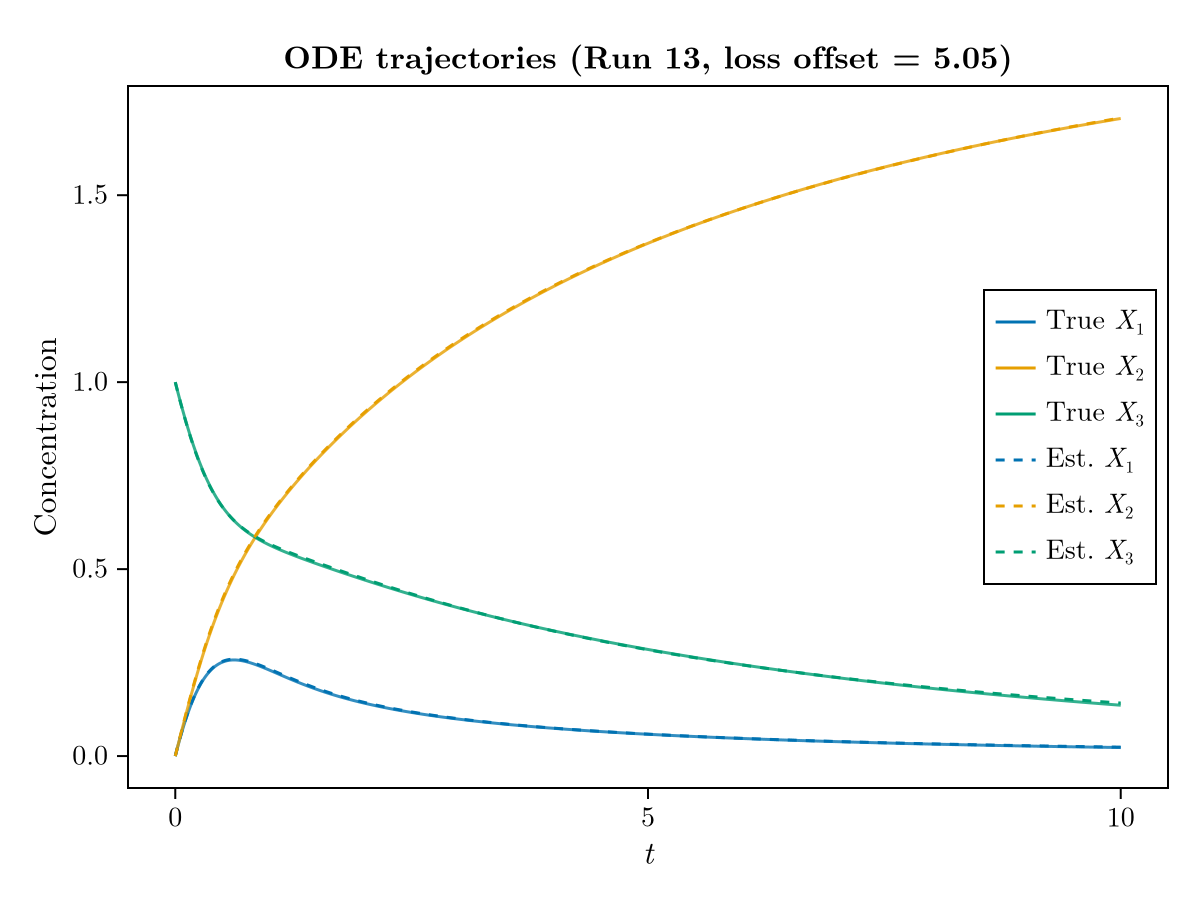 ODE trajectories (Run 13, loss offset = 5.05)
Concentration
1.5
1.0
0.5
0.0
True X₁
True X₂
True X₃
Est. X₁
Est. X₂
Est. X₃
0 5 10
t